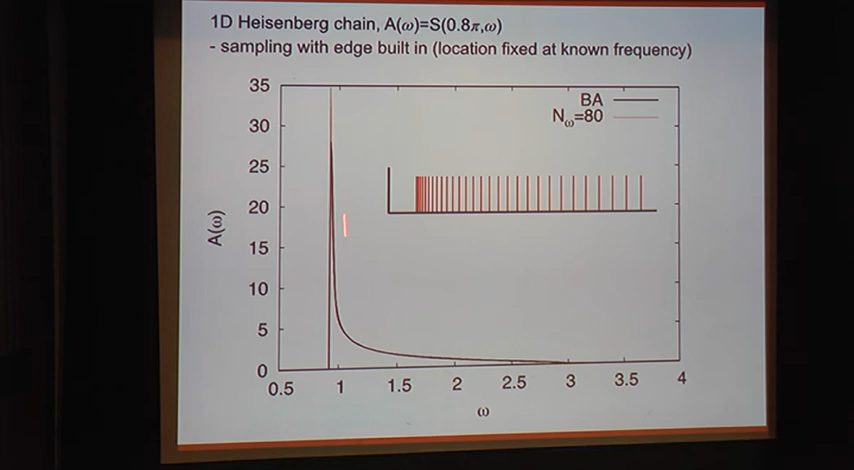 1D Heisenberg chain, A(ω)=S(0.8π,ω)
- sampling with edge built in (location fixed at known frequency)
35
30
25
20
15
10
5
0
A(ω)
BA
Nω=80
0.5 1 1.5 2 2.5 3 3.5 4
ω